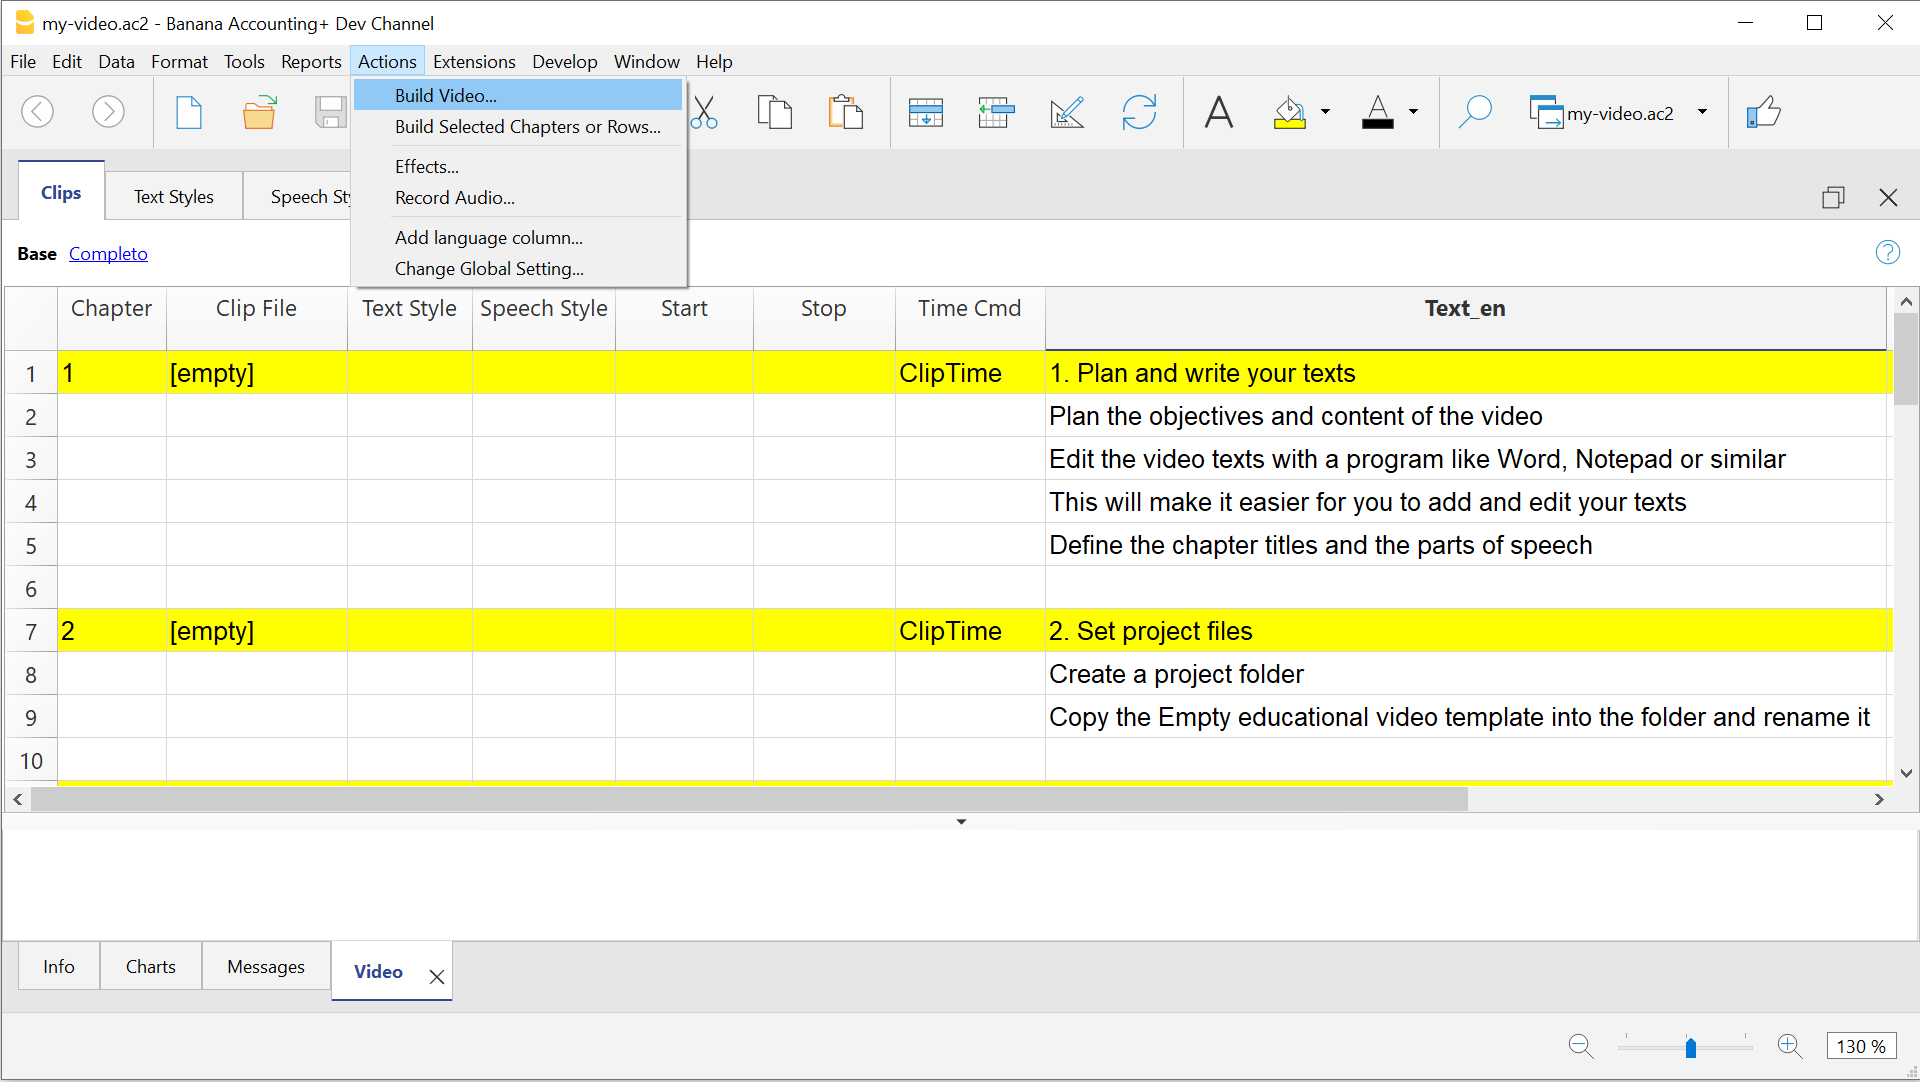 my-video.ac2 - Banana Accounting+ Dev Channel
File Edit Data Format Tools Reports Actions Extensions Develop Window Help
Build Video...
Build Selected Chapters or Rows...
Effects...
Record Audio...
Add language column...
Change Global Setting...
A A my-video.ac2
Clips Text Styles Speech Sty
Base Completo ?
Chapter Clip File Text Style Speech Style Start Stop Time Cmd Text_en
1 1 [empty] ClipTime 1. Plan and write your texts
2 Plan the objectives and content of the video
3 Edit the video texts with a program like Word, Notepad or similar
4 This will make it easier for you to add and edit your texts
5 Define the chapter titles and the parts of speech
6
7 2 [empty] ClipTime 2. Set project files
8 Create a project folder
9 Copy the Empty educational video template into the folder and rename it
10
Info Charts Messages Video
130 %